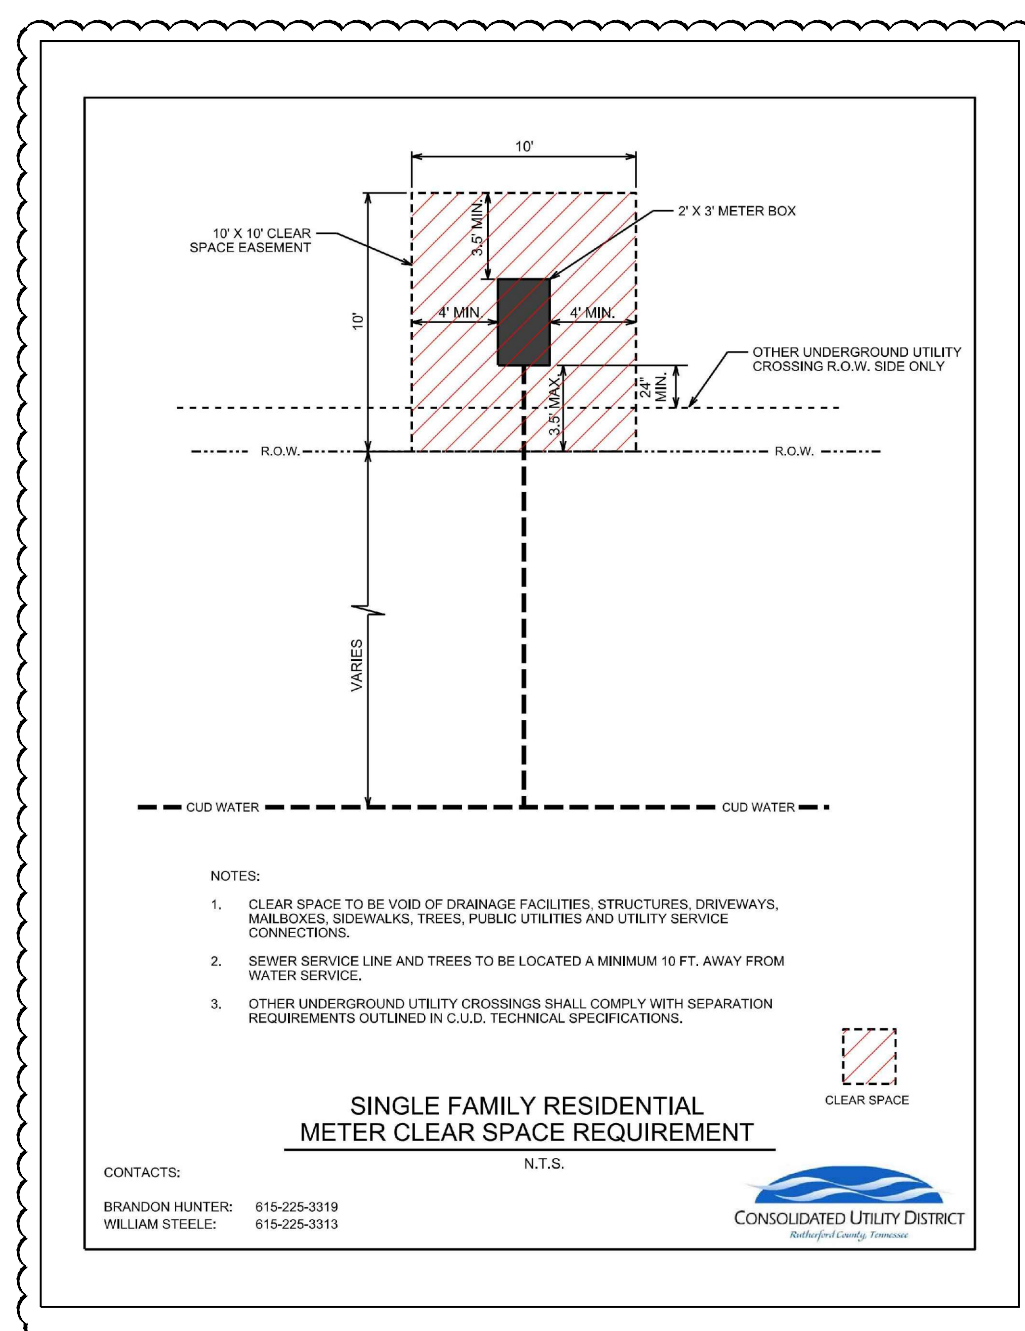 10'
2' X 3' METER BOX
3.5' MIN.
10' X 10' CLEAR
SPACE EASEMENT
10'
4' MIN.
4' MIN.
OTHER UNDERGROUND UTILITY
CROSSING R.O.W. SIDE ONLY
24"
MIN.
3.5' MAX.
R.O.W.
R.O.W.
VARIES
CUD WATER
CUD WATER
NOTES:
1. CLEAR SPACE TO BE VOID OF DRAINAGE FACILITIES, STRUCTURES, DRIVEWAYS,
MAILBOXES, SIDEWALKS, TREES, PUBLIC UTILITIES AND UTILITY SERVICE
CONNECTIONS.
2. SEWER SERVICE LINE AND TREES TO BE LOCATED A MINIMUM 10 FT. AWAY FROM
WATER SERVICE.
3. OTHER UNDERGROUND UTILITY CROSSINGS SHALL COMPLY WITH SEPARATION
REQUIREMENTS OUTLINED IN C.U.D. TECHNICAL SPECIFICATIONS.
CLEAR SPACE
SINGLE FAMILY RESIDENTIAL
METER CLEAR SPACE REQUIREMENT
N.T.S.
CONTACTS:
BRANDON HUNTER: 615-225-3319
WILLIAM STEELE: 615-225-3313
CONSOLIDATED UTILITY DISTRICT
Rutherford County, Tennessee